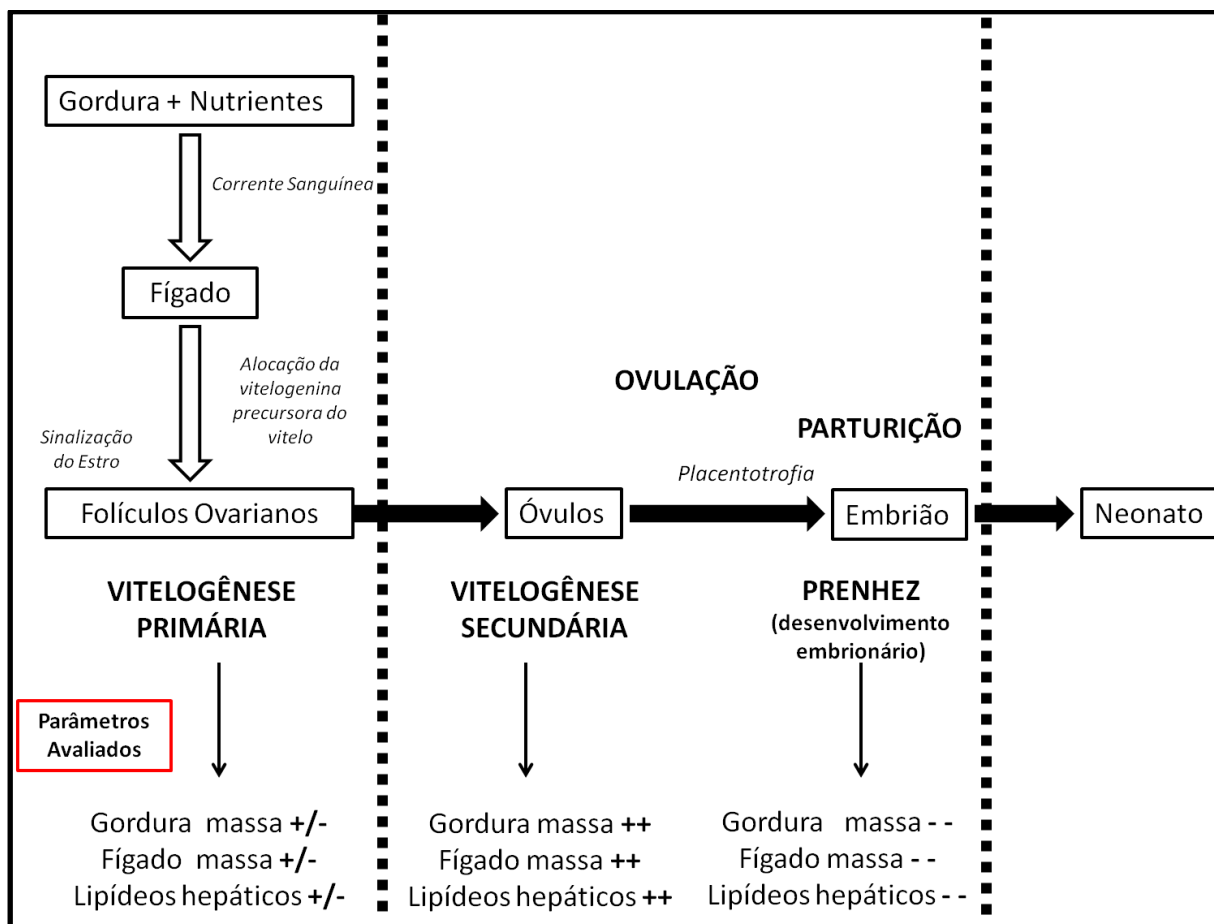 Gordura + Nutrientes
Corrente Sanguínea
Fígado
Alocação da
vitelogenina
precursora do
vitelo
Sinalização
do Estro
OVULAÇÃO
PARTURIÇÃO
Placentotrofia
Folículos Ovarianos
Óvulos
Embrião
Neonato
VITELOGÊNESE
PRIMÁRIA
VITELOGÊNESE
SECUNDÁRIA
PRENHEZ
(desenvolvimento
embrionário)
Parâmetros
Avaliados
Gordura massa +/-
Fígado massa +/-
Lipídeos hepáticos +/-
Gordura massa ++
Fígado massa ++
Lipídeos hepáticos ++
Gordura massa - -
Fígado massa - -
Lipídeos hepáticos - -